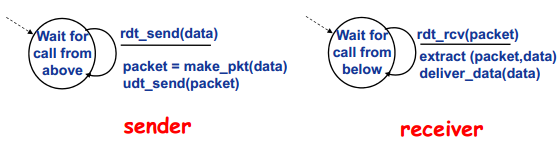 Wait for
call from
above
rdt_send(data)
packet = make_pkt(data)
udt_send(packet)
sender
Wait for
call from
below
rdt_rcv(packet)
extract (packet,data)
deliver_data(data)
receiver